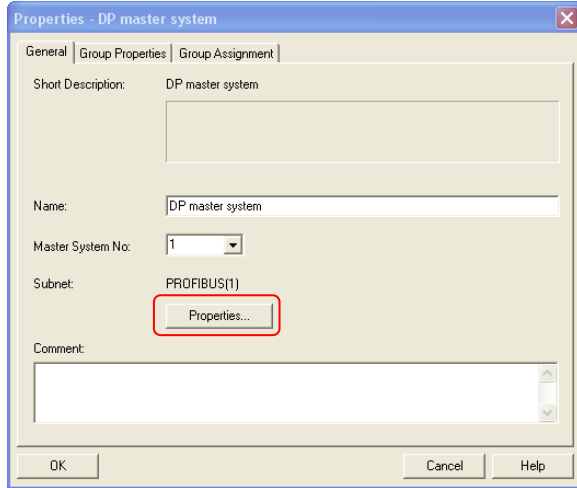 Properties - DP master system
General Group Properties Group Assignment
Short Description: DP master system
Name: DP master system
Master System No: 1
Subnet: PROFIBUS(1)
Properties...
Comment:
OK Cancel Help